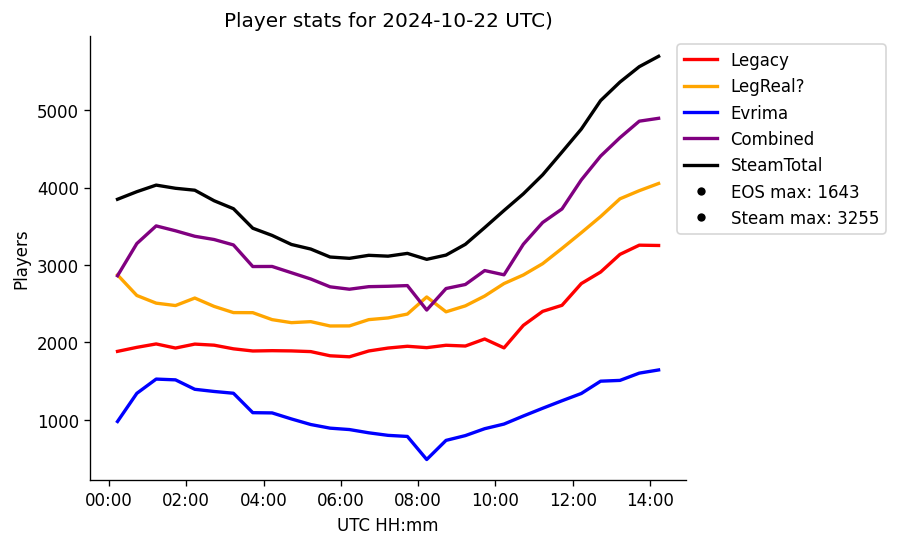 Player stats for 2024-10-22 UTC)
Legacy
LegReal?
Evrima
Combined
SteamTotal
EOS max: 1643
Steam max: 3255
Players
5000
4000
3000
2000
1000
00:00 02:00 04:00 06:00 08:00 10:00 12:00 14:00
UTC HH:mm